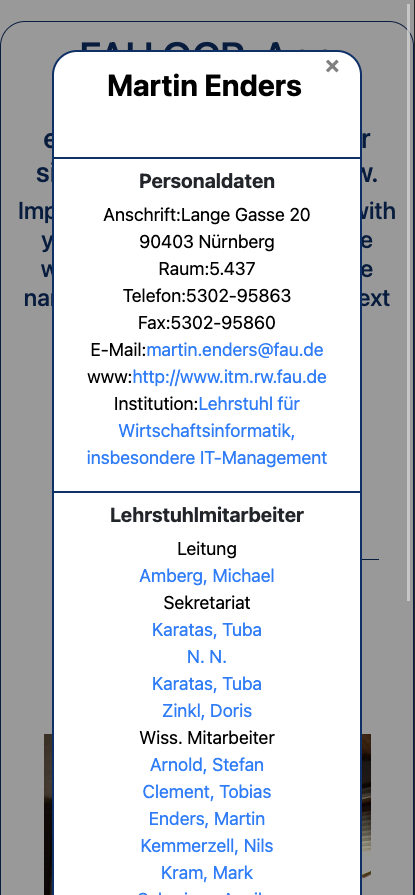 Martin Enders
×
Personaldaten
Anschrift:Lange Gasse 20
90403 Nürnberg
Raum:5.437
Telefon:5302-95863
Fax:5302-95860
E-Mail:martin.enders@fau.de
www:http://www.itm.rw.fau.de
Institution:Lehrstuhl für
Wirtschaftsinformatik,
insbesondere IT-Management
Lehrstuhlmitarbeiter
Leitung
Amberg, Michael
Sekretariat
Karatas, Tuba
N. N.
Karatas, Tuba
Zinkl, Doris
Wiss. Mitarbeiter
Arnold, Stefan
Clement, Tobias
Enders, Martin
Kemmerzell, Nils
Kram, Mark